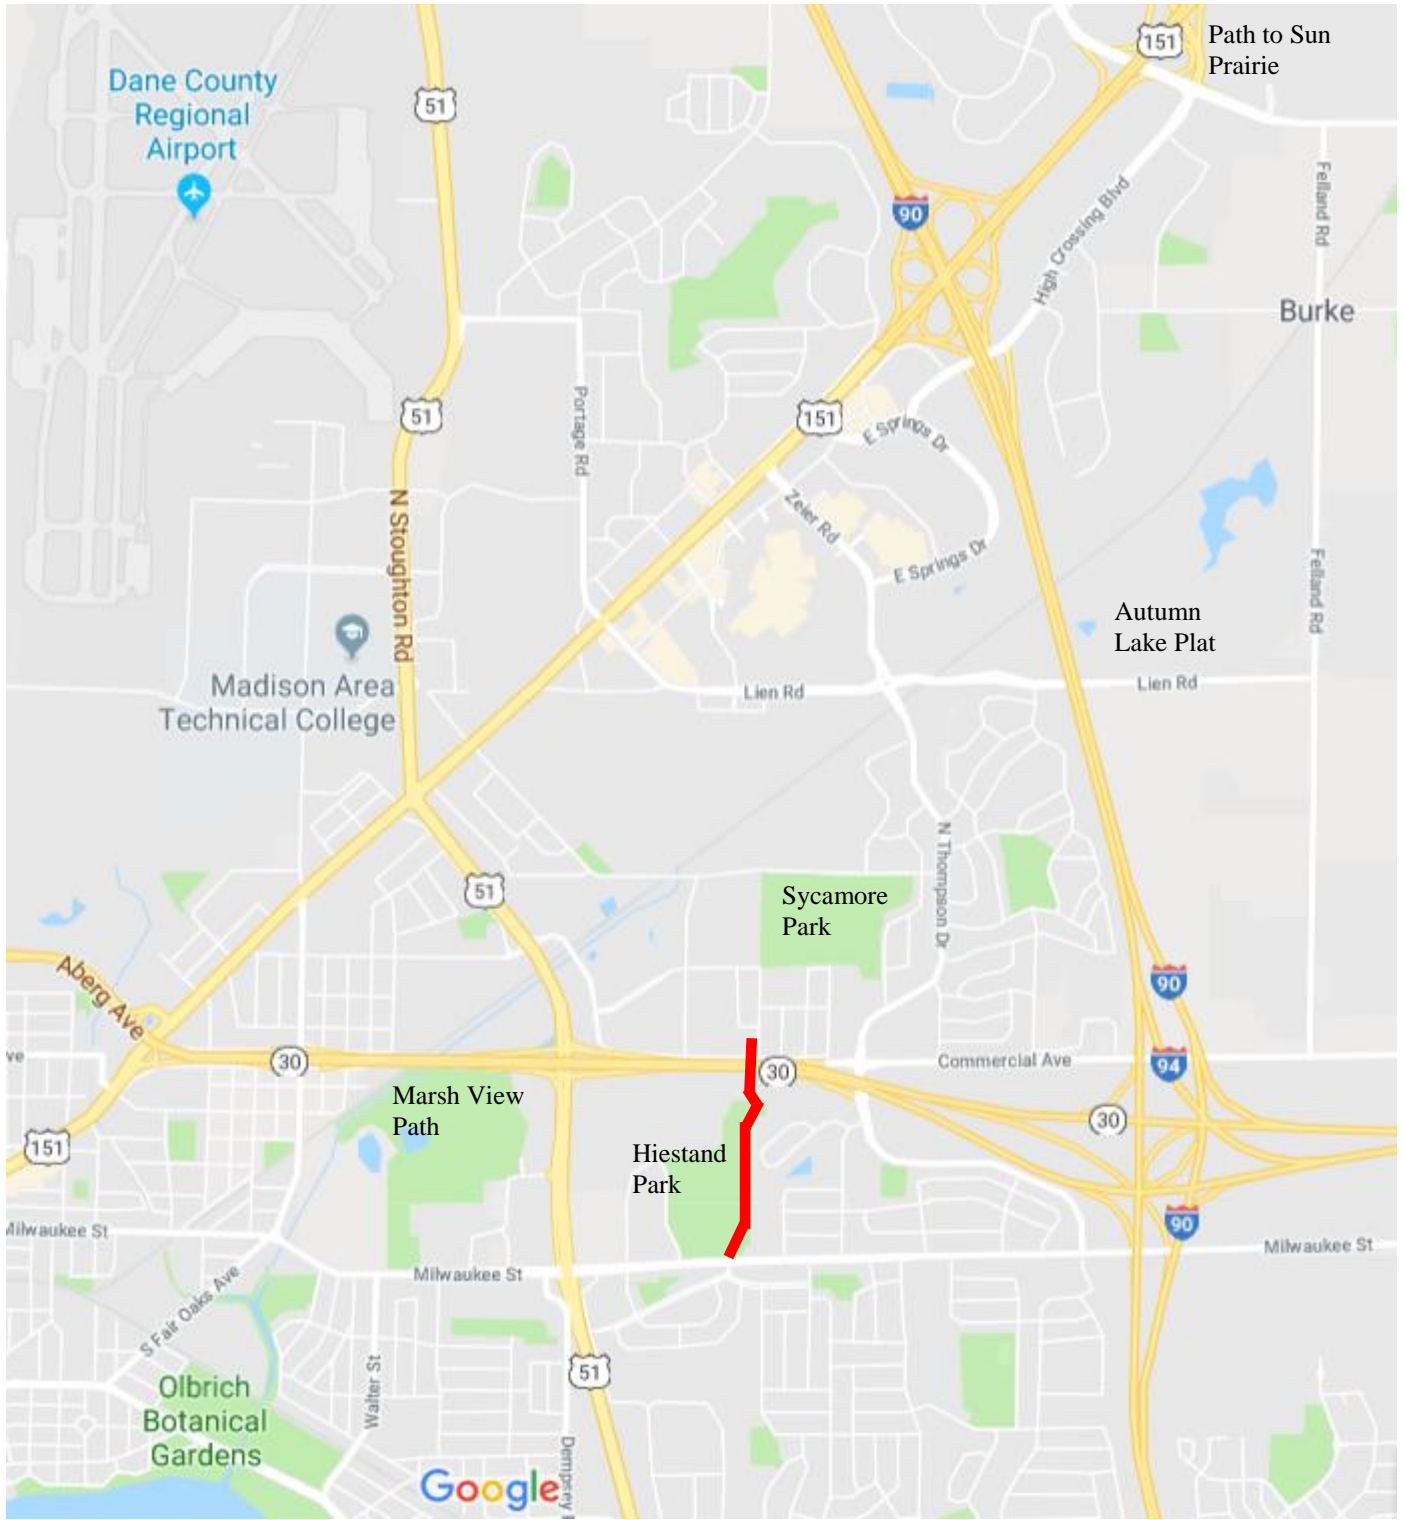 151
Path to Sun
Prairie
Dane County
Regional
Airport
51
Felland Rd
High Crossing Blvd
90
Burke
51
Portage Rd
151
E Springs Dr
N Stoughton Rd
Zeier Rd
E Springs Dr
Felland Rd
Autumn
Lake Plat
Madison Area
Technical College
Lien Rd
Lien Rd
N Thompson Dr
51
Sycamore
Park
Aberg Ave
90
ve
30
30
Commercial Ave
94
Marsh View
Path
30
151
Hiestand
Park
Milwaukee St
90
Milwaukee St
Milwaukee St
S Fair Oaks Ave
Walter St
51
Olbrich
Botanical
Gardens
Dempsey
Google